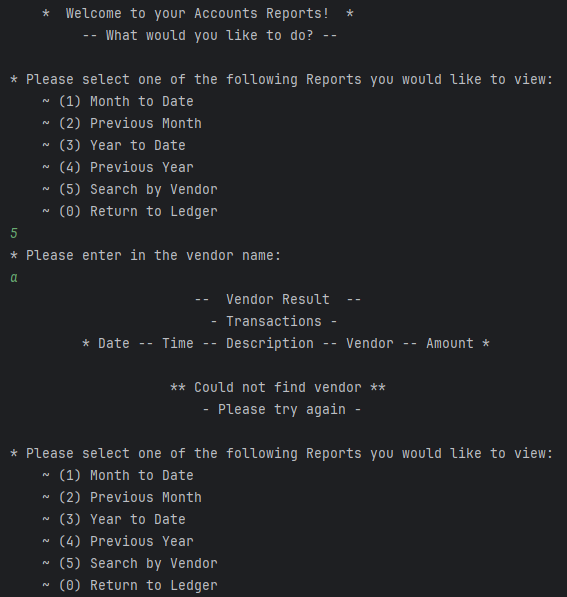 *  Welcome to your Accounts Reports!  *
-- What would you like to do? --
* Please select one of the following Reports you would like to view:
~ (1) Month to Date
~ (2) Previous Month
~ (3) Year to Date
~ (4) Previous Year
~ (5) Search by Vendor
~ (0) Return to Ledger
5
* Please enter in the vendor name:
a
--  Vendor Result  --
- Transactions -
* Date -- Time -- Description -- Vendor -- Amount *
** Could not find vendor **
- Please try again -
* Please select one of the following Reports you would like to view:
~ (1) Month to Date
~ (2) Previous Month
~ (3) Year to Date
~ (4) Previous Year
~ (5) Search by Vendor
~ (0) Return to Ledger